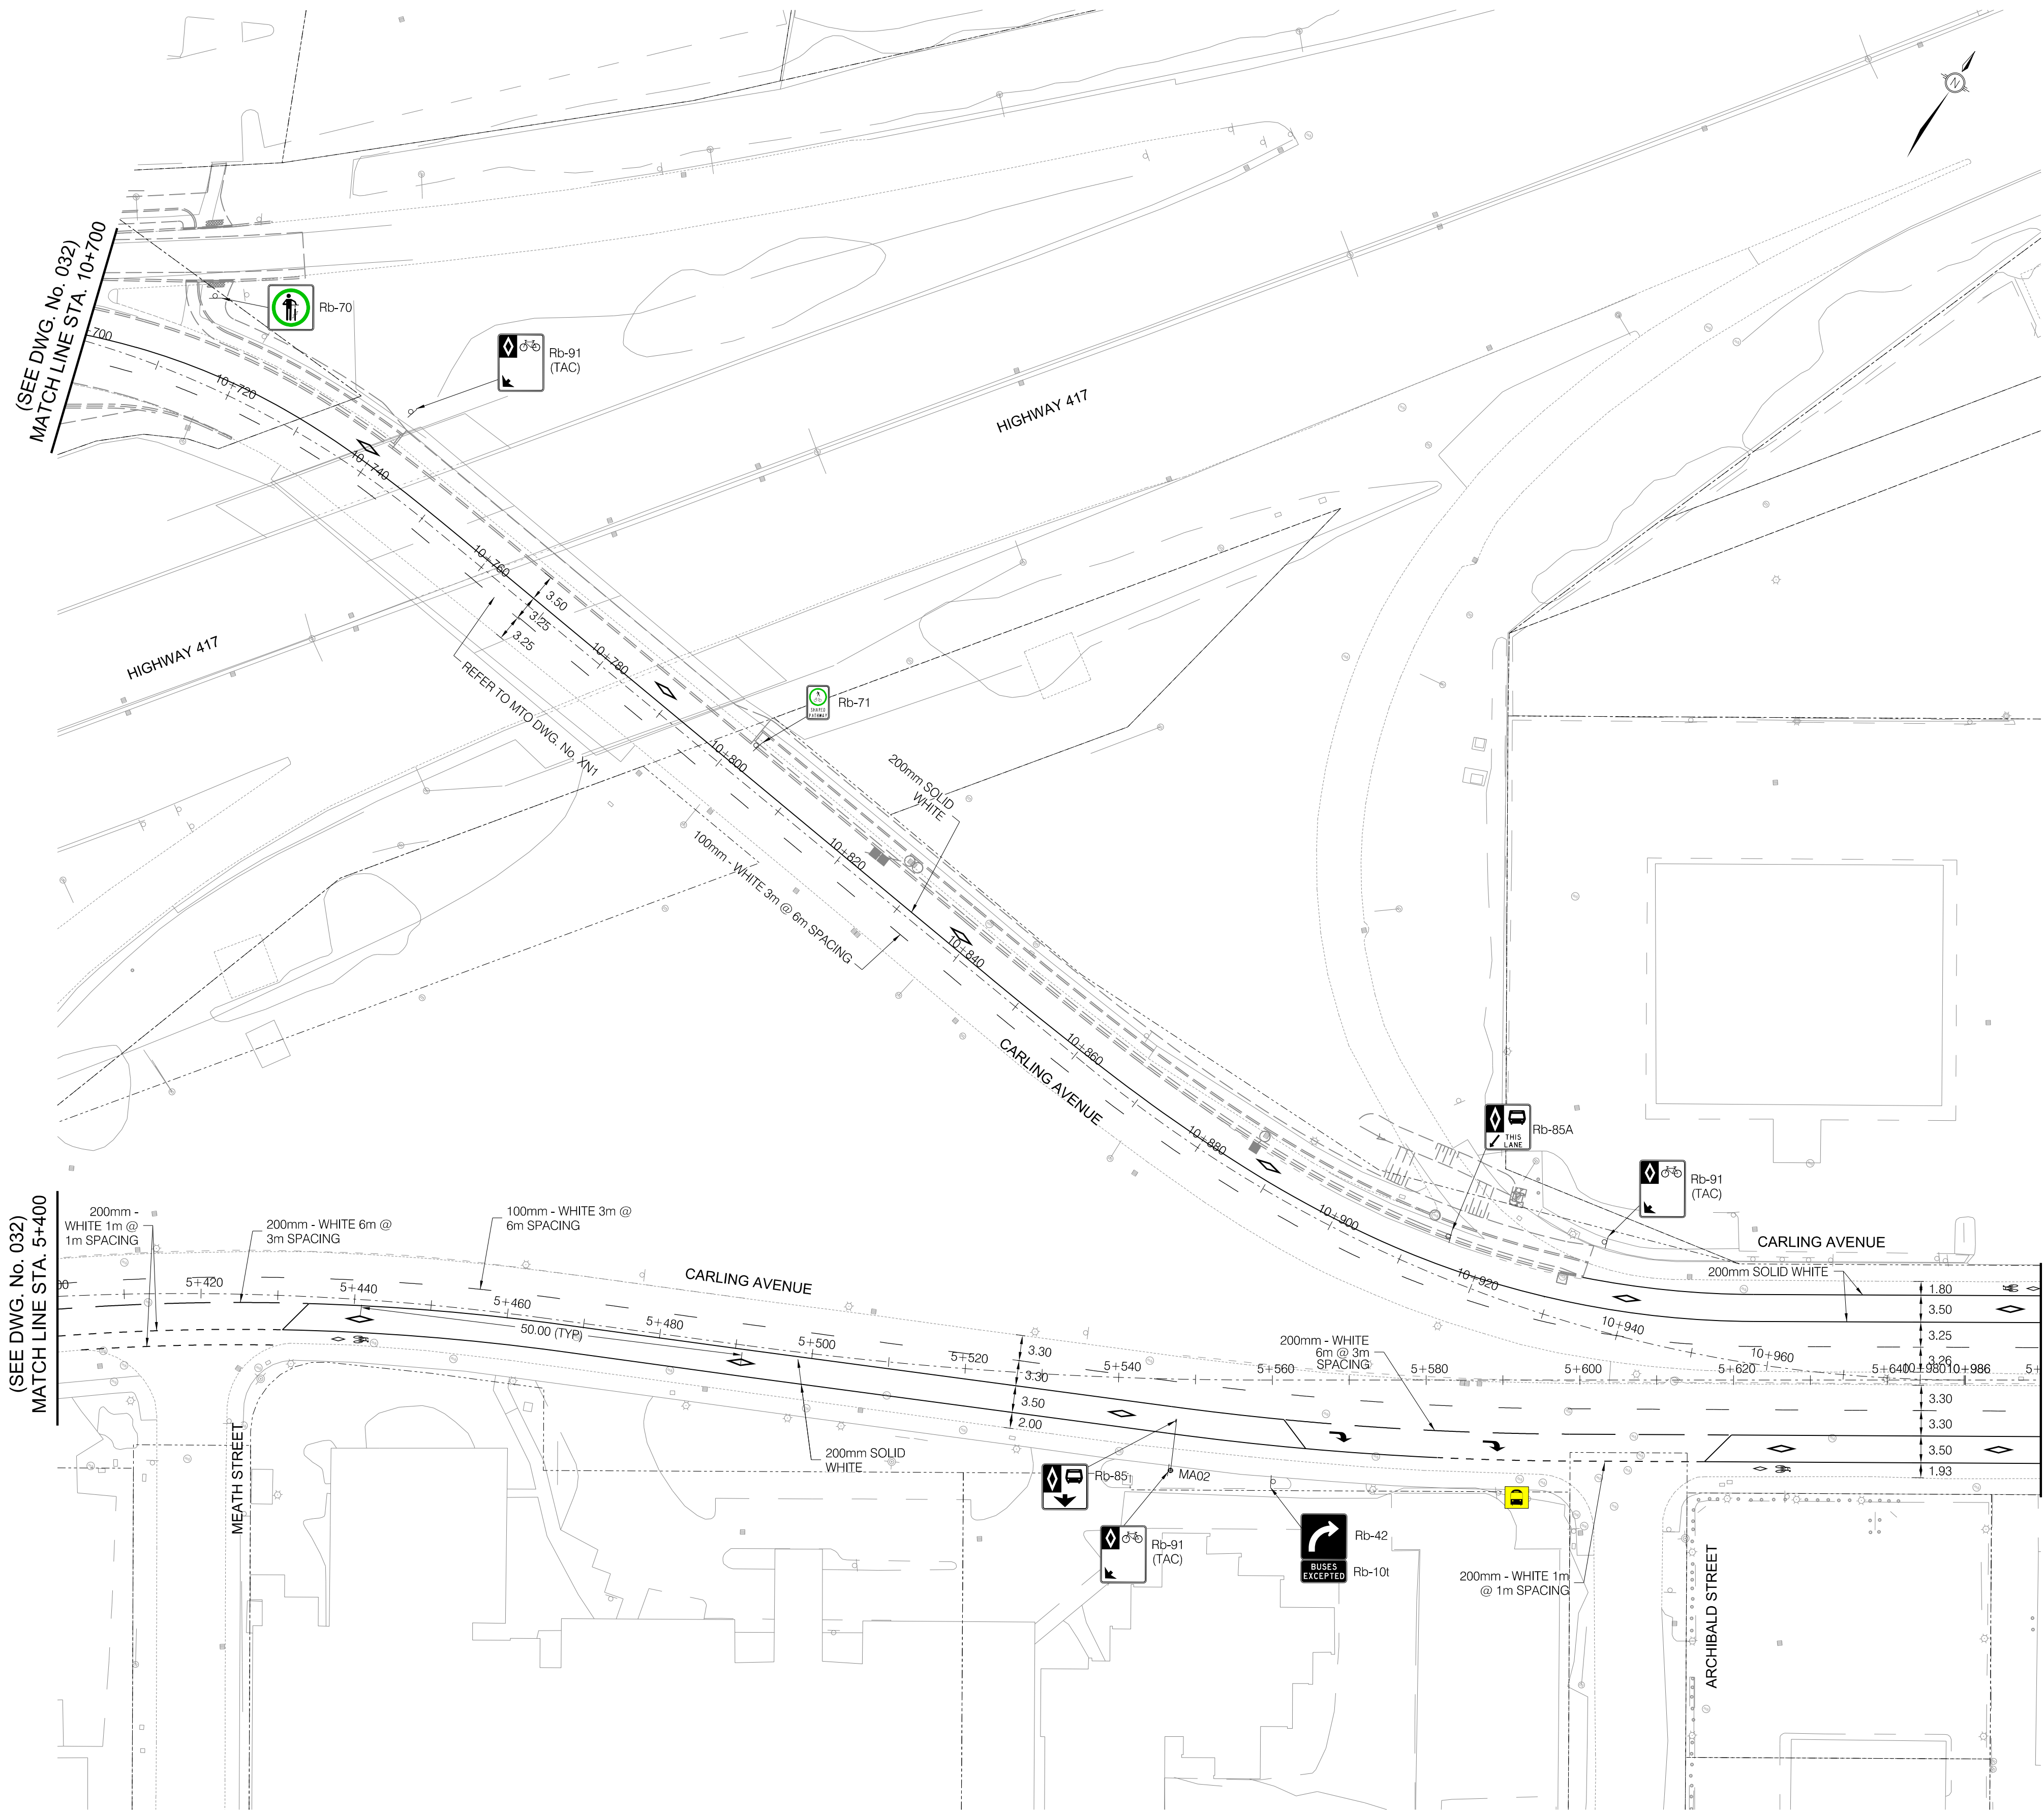 (SEE DWG. No. 032)
MATCH LINE STA. 10+700
N
Rb-70
Rb-91
(TAC)
HIGHWAY 417
HIGHWAY 417
+700
10+720
10+740
10+760
10+780
10+800
10+820
10+840
10+860
10+880
10+900
10+920
10+940
10+960
10+980
10+986
3.50
3.25
3.25
REFER TO MTO DWG. No. XN1
SHARED
PATHWAY
Rb-71
200mm SOLID
WHITE
100mm - WHITE 3m @ 6m SPACING
CARLING AVENUE
THIS
LANE
Rb-85A
Rb-91
(TAC)
CARLING AVENUE
200mm SOLID WHITE
1.80
3.50
3.25
3.26
3.30
3.30
3.50
1.93
(SEE DWG. No. 032)
MATCH LINE STA. 5+400
200mm -
WHITE 1m @
1m SPACING
200mm - WHITE 6m @
3m SPACING
100mm - WHITE 3m @
6m SPACING
CARLING AVENUE
00
5+420
5+440
5+460
5+480
5+500
5+520
5+540
5+560
5+580
5+600
5+620
5+640
5+
50.00 (TYP)
3.30
3.30
3.50
2.00
200mm - WHITE
6m @ 3m
SPACING
200mm SOLID
WHITE
MEATH STREET
Rb-85
MA02
Rb-91
(TAC)
Rb-42
BUSES
EXCEPTED
Rb-10t
200mm - WHITE 1m
@ 1m SPACING
ARCHIBALD STREET